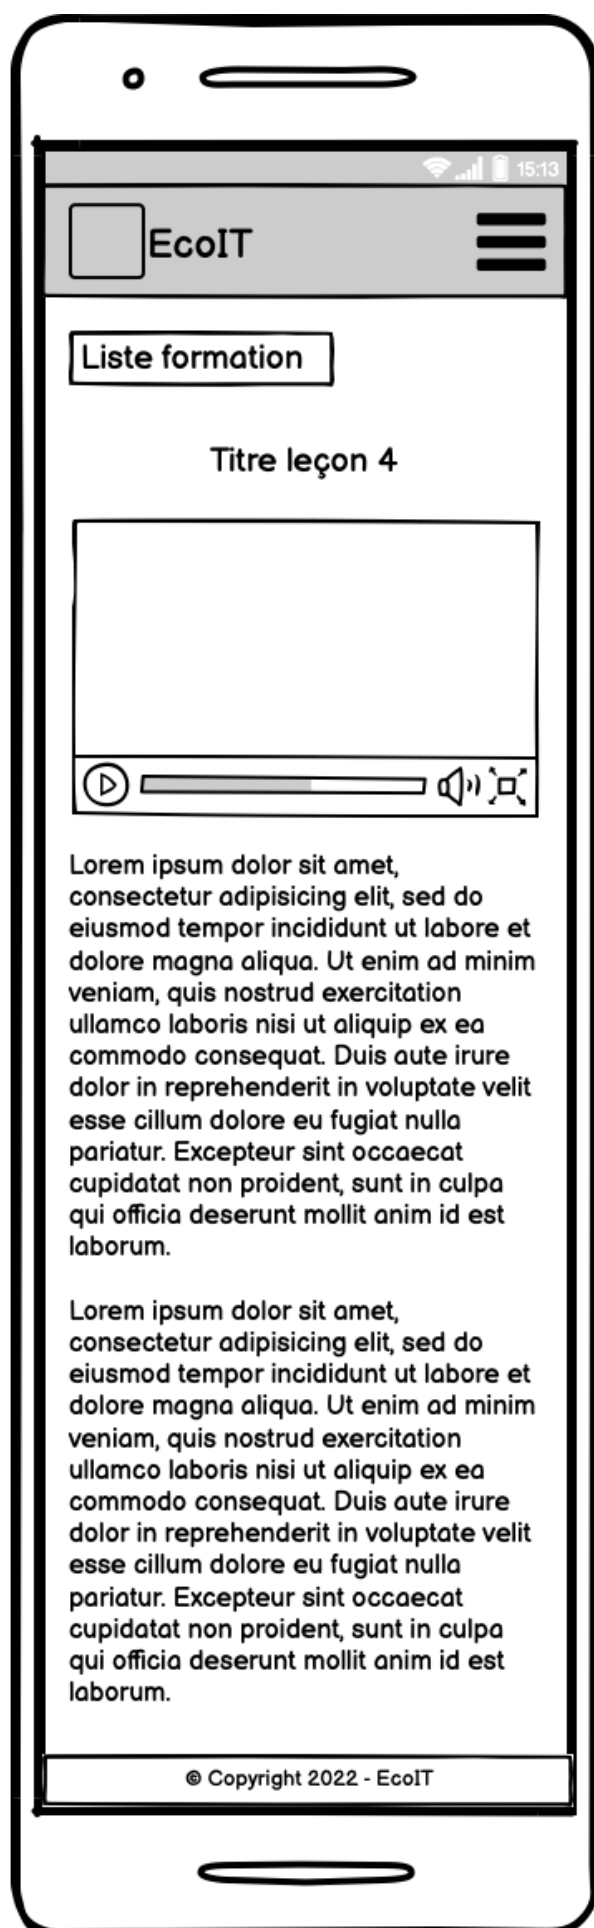 15:13
EcoIT
Liste formation
Titre leçon 4
Lorem ipsum dolor sit amet,
consectetur adipisicing elit, sed do
eiusmod tempor incididunt ut labore et
dolore magna aliqua. Ut enim ad minim
veniam, quis nostrud exercitation
ullamco laboris nisi ut aliquip ex ea
commodo consequat. Duis aute irure
dolor in reprehenderit in voluptate velit
esse cillum dolore eu fugiat nulla
pariatur. Excepteur sint occaecat
cupidatat non proident, sunt in culpa
qui officia deserunt mollit anim id est
laborum.
Lorem ipsum dolor sit amet,
consectetur adipisicing elit, sed do
eiusmod tempor incididunt ut labore et
dolore magna aliqua. Ut enim ad minim
veniam, quis nostrud exercitation
ullamco laboris nisi ut aliquip ex ea
commodo consequat. Duis aute irure
dolor in reprehenderit in voluptate velit
esse cillum dolore eu fugiat nulla
pariatur. Excepteur sint occaecat
cupidatat non proident, sunt in culpa
qui officia deserunt mollit anim id est
laborum.
© Copyright 2022 - EcoIT